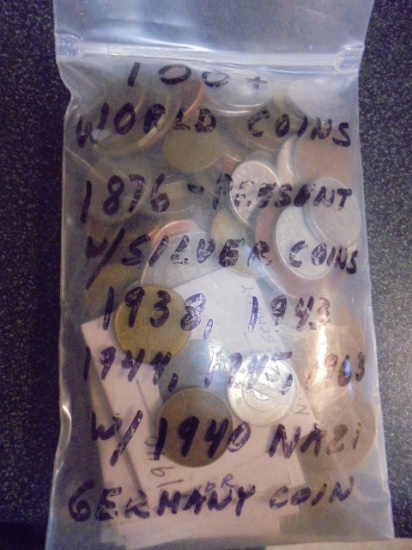 100+
WORLD COINS
1876 - PRESENT
W/ SILVER COINS
1938, 1943
1944, 1945, 1963
W/ 1940 NAZI
GERMANY COIN